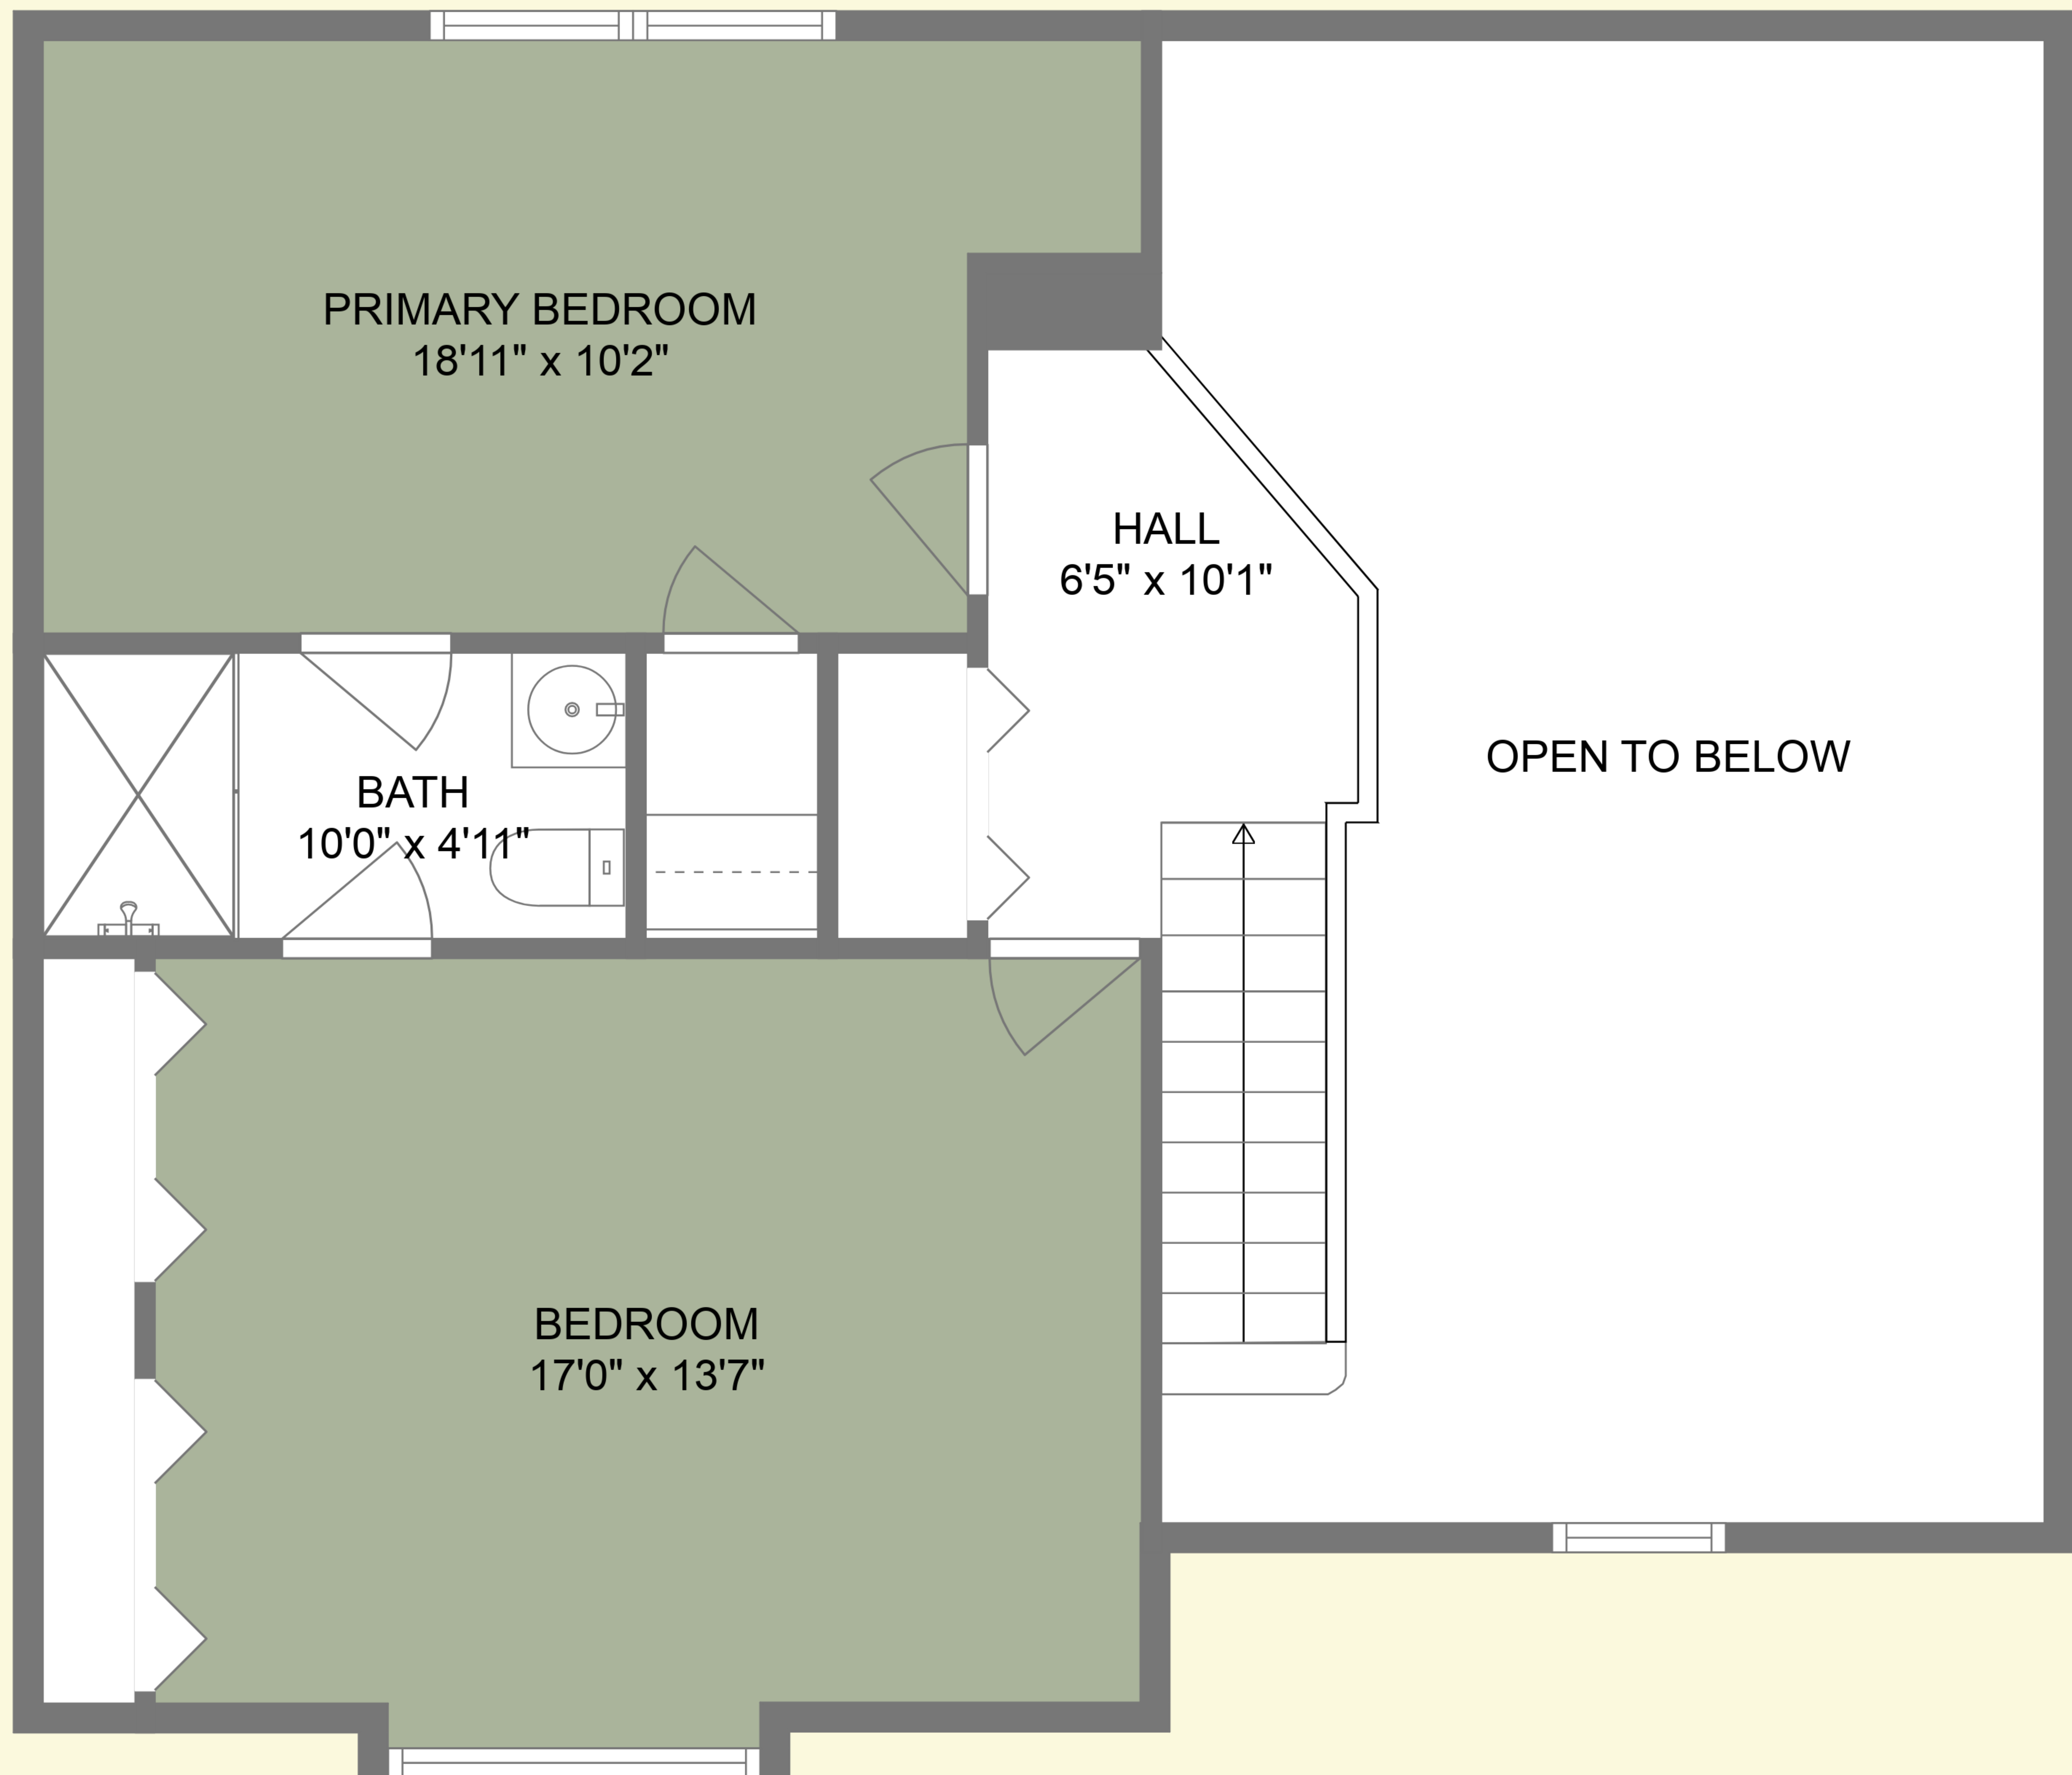 PRIMARY BEDROOM
18'11" x 10'2"
HALL
6'5" x 10'1"
OPEN TO BELOW
BATH
10'0" x 4'11"
BEDROOM
17'0" x 13'7"